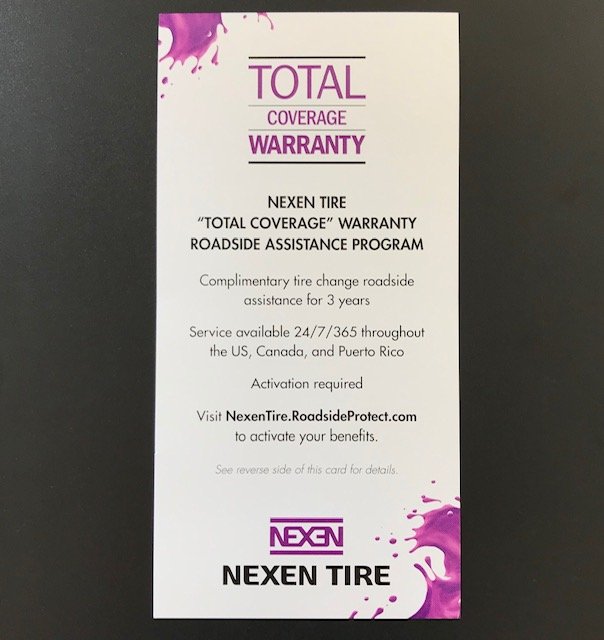 TOTAL
COVERAGE
WARRANTY
NEXEN TIRE
“TOTAL COVERAGE” WARRANTY
ROADSIDE ASSISTANCE PROGRAM
Complimentary tire change roadside
assistance for 3 years
Service available 24/7/365 throughout
the US, Canada, and Puerto Rico
Activation required
Visit NexenTire.RoadsideProtect.com
to activate your benefits.
See reverse side of this card for details.
NEXEN
NEXEN TIRE